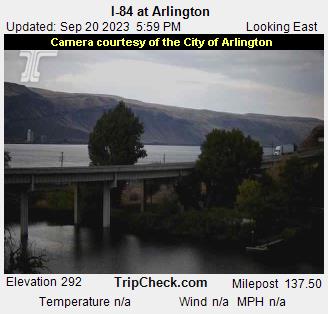 I-84 at Arlington
Updated: Sep 20 2023 5:59 PM Looking East
Camera courtesy of the City of Arlington
Elevation 292 TripCheck.com Milepost 137.50
Temperature n/a Wind n/a MPH n/a